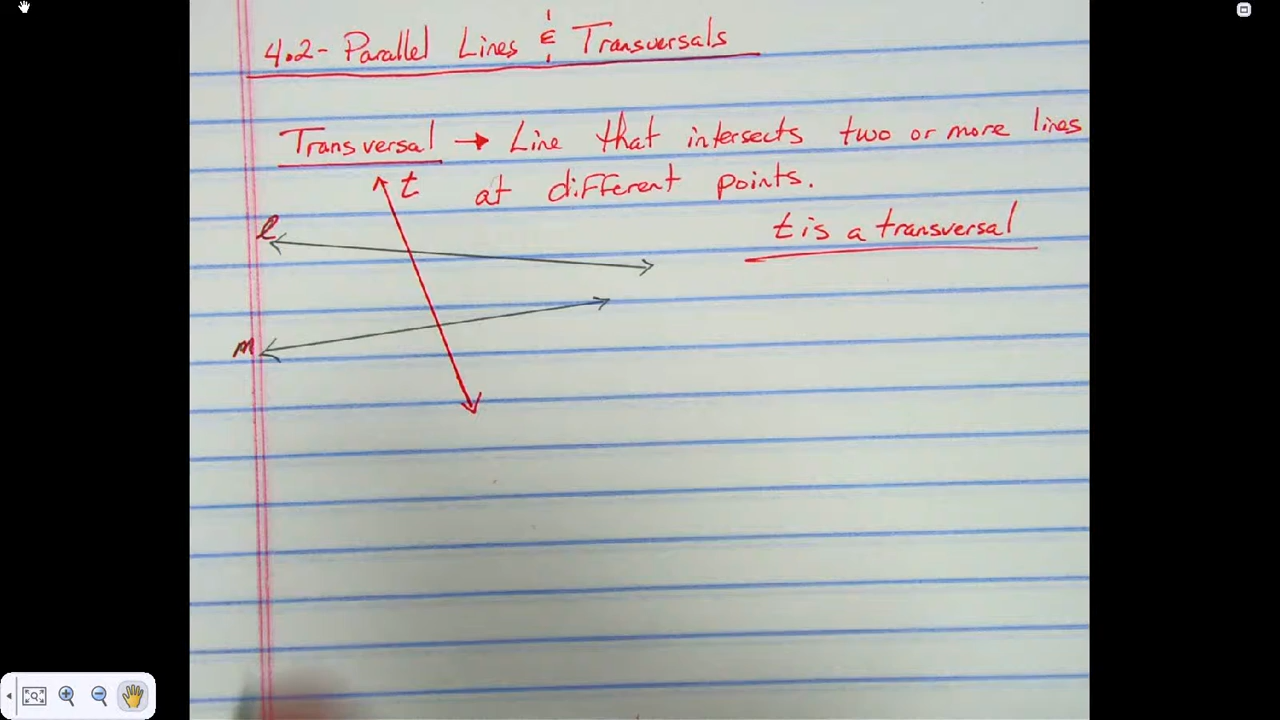 4.2- Parallel Lines & Transversals
Transversal → Line that intersects two or more lines
at different points.
t
l
t is a transversal
m